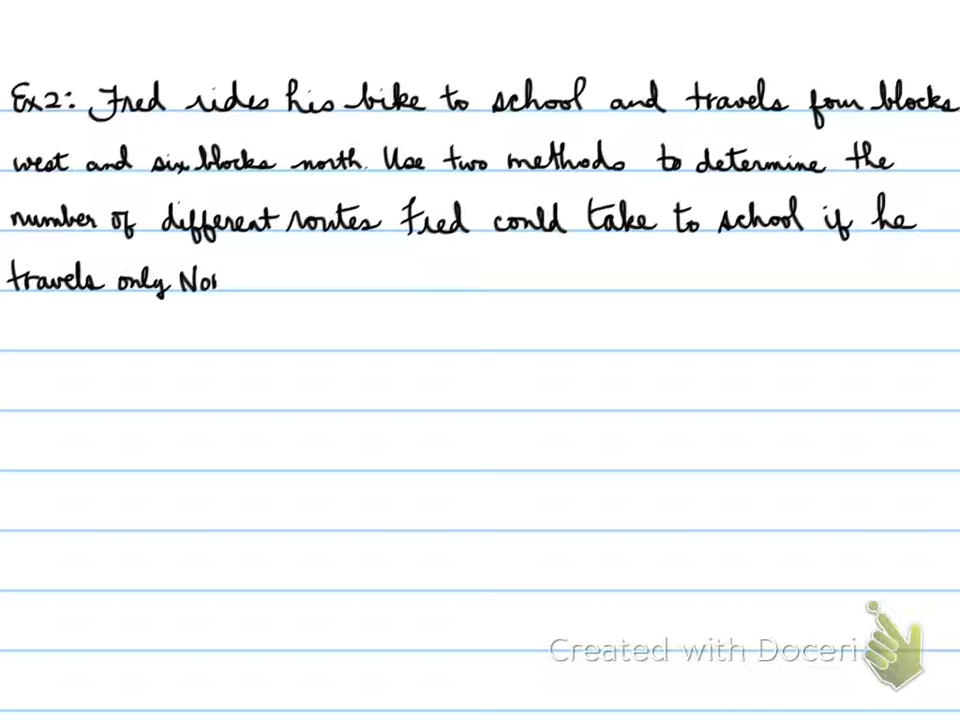 Ex2: Fred rides his bike to school and travels four blocks
west and six blocks north. Use two methods to determine the
number of different routes Fred could take to school if he
travels only Nor
Created with Doceri